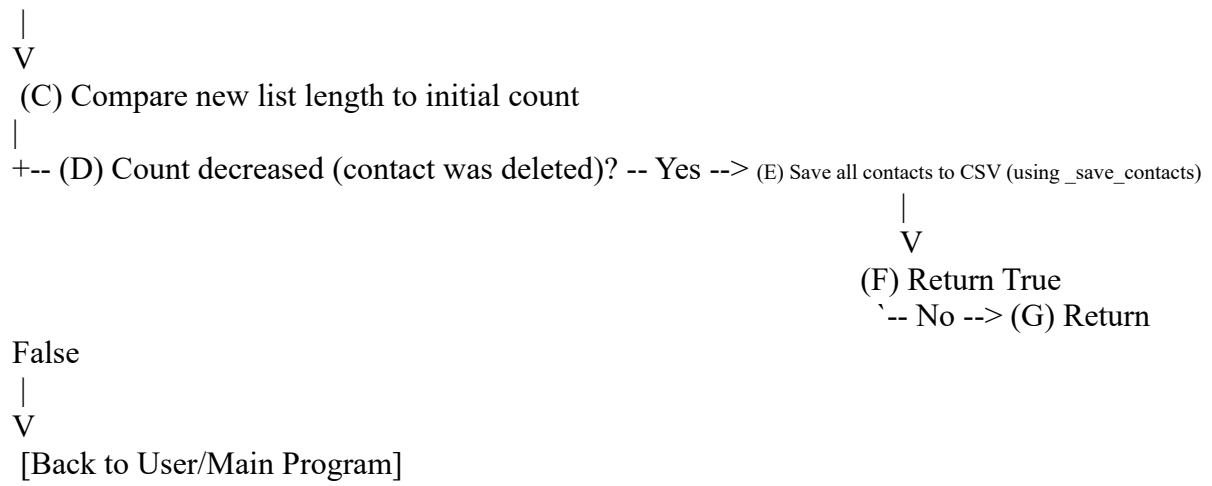 |
V
(C) Compare new list length to initial count
|
+-- (D) Count decreased (contact was deleted)? -- Yes --> (E) Save all contacts to CSV (using _save_contacts)
|
V
(F) Return True
`-- No --> (G) Return
False
|
V
[Back to User/Main Program]